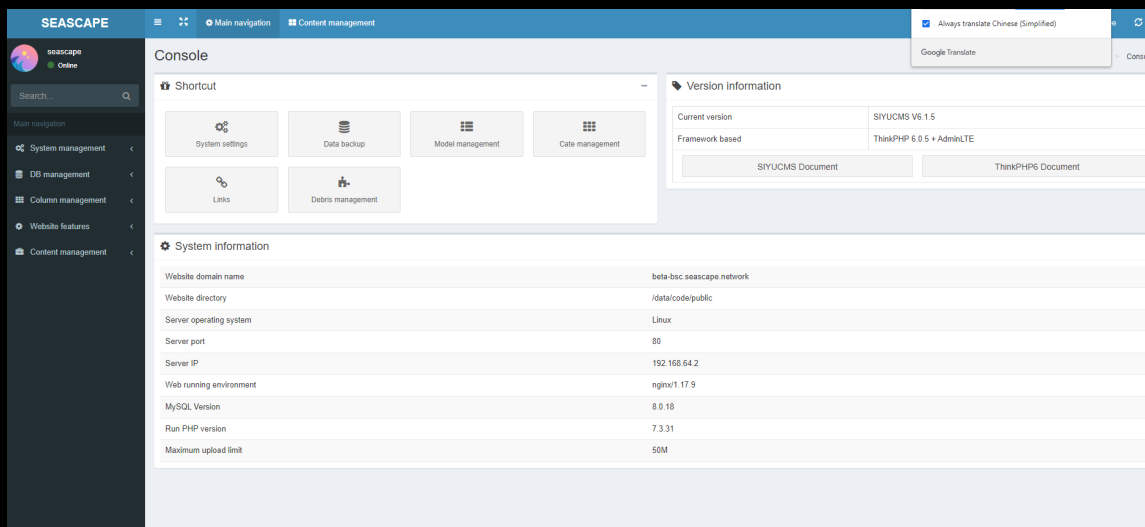 SEASCAPE
Main navigation
Content management
Always translate Chinese (Simplified)
Google Translate
seascape
Online
Search...
Main navigation
System management
DB management
Column management
Website features
Content management
Console
Shortcut
System settings
Data backup
Model management
Cate management
Links
Debris management
Version information
Current version SIYUCMS V6.1.5
Framework based ThinkPHP 6.0.5 + AdminLTE
SIYUCMS Document
ThinkPHP6 Document
System information
Website domain name beta-bsc.seascape.network
Website directory /data/code/public
Server operating system Linux
Server port 80
Server IP 192.168.64.2
Web running environment nginx/1.17.9
MySQL Version 8.0.18
Run PHP version 7.3.31
Maximum upload limit 50M